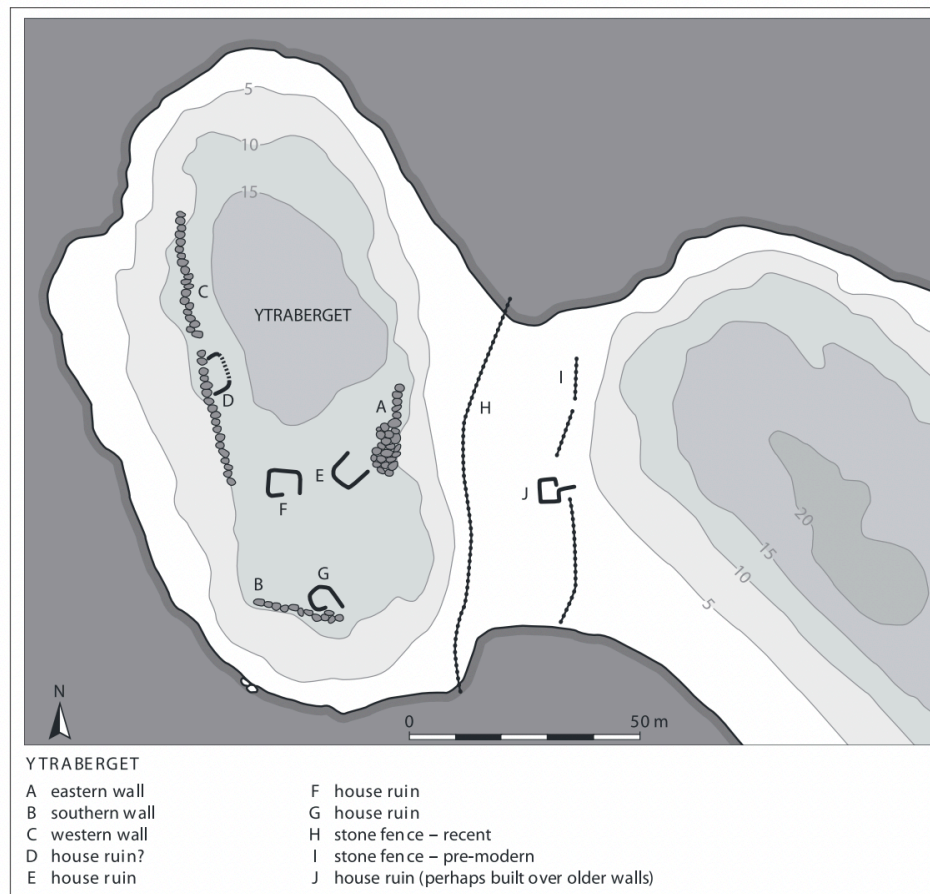 5
10
15
C
YTRABERGET
I
A
H
D
E
F
J
20
15
G
10
B
5
N
0 50 m
YTRABERGET
A eastern wall
B southern wall
C western wall
D house ruin?
E house ruin
F house ruin
G house ruin
H stone fence – recent
I stone fence – pre-modern
J house ruin (perhaps built over older walls)